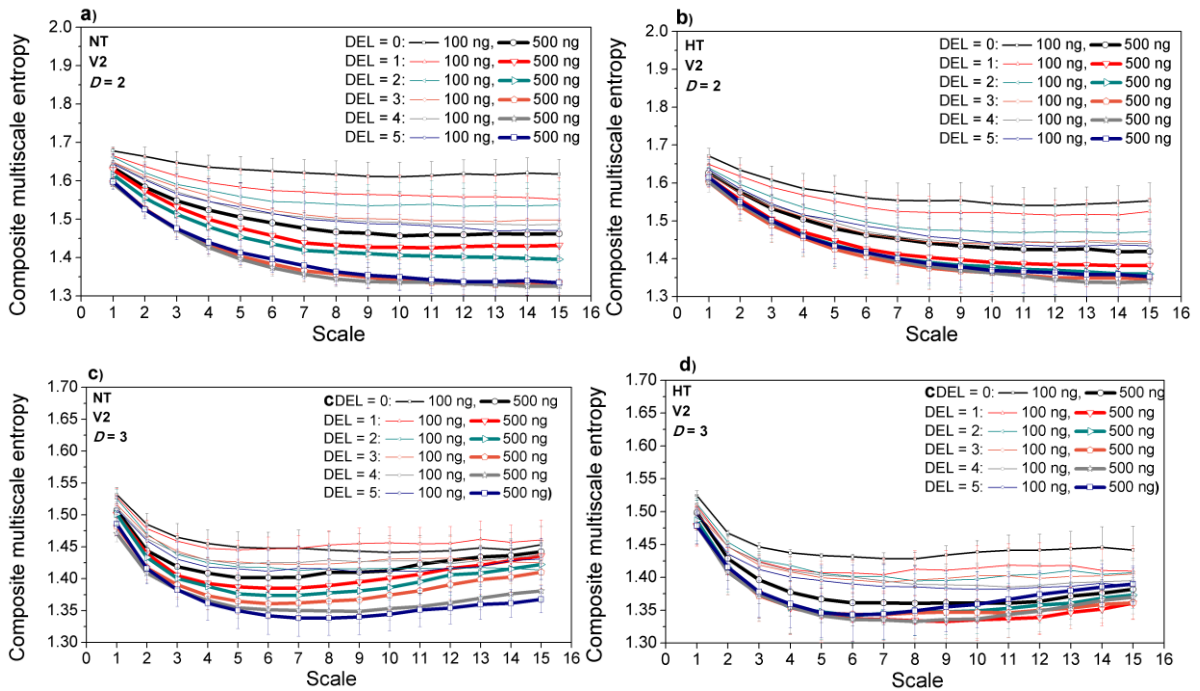 a)
Composite multiscale entropy
2.0
1.9
1.8
1.7
1.6
1.5
1.4
1.3
NT
V2
D = 2
DEL = 0: 100 ng, 500 ng
DEL = 1: 100 ng, 500 ng
DEL = 2: 100 ng, 500 ng
DEL = 3: 100 ng, 500 ng
DEL = 4: 100 ng, 500 ng
DEL = 5: 100 ng, 500 ng
0 1 2 3 4 5 6 7 8 9 10 11 12 13 14 15 16
Scale
b)
Composite multiscale entropy
2.0
1.9
1.8
1.7
1.6
1.5
1.4
1.3
HT
V2
D = 2
DEL = 0: 100 ng, 500 ng
DEL = 1: 100 ng, 500 ng
DEL = 2: 100 ng, 500 ng
DEL = 3: 100 ng, 500 ng
DEL = 4: 100 ng, 500 ng
DEL = 5: 100 ng, 500 ng
0 1 2 3 4 5 6 7 8 9 10 11 12 13 14 15 16
Scale
c)
Composite multiscale entropy
1.70
1.65
1.60
1.55
1.50
1.45
1.40
1.35
1.30
NT
V2
D = 3
cDEL = 0: 100 ng, 500 ng
DEL = 1: 100 ng, 500 ng
DEL = 2: 100 ng, 500 ng
DEL = 3: 100 ng, 500 ng
DEL = 4: 100 ng, 500 ng
DEL = 5: 100 ng, 500 ng)
0 1 2 3 4 5 6 7 8 9 10 11 12 13 14 15 16
Scale
d)
Composite multiscale entropy
1.70
1.65
1.60
1.55
1.50
1.45
1.40
1.35
1.30
HT
V2
D = 3
cDEL = 0: 100 ng, 500 ng
DEL = 1: 100 ng, 500 ng
DEL = 2: 100 ng, 500 ng
DEL = 3: 100 ng, 500 ng
DEL = 4: 100 ng, 500 ng
DEL = 5: 100 ng, 500 ng)
0 1 2 3 4 5 6 7 8 9 10 11 12 13 14 15 16
Scale